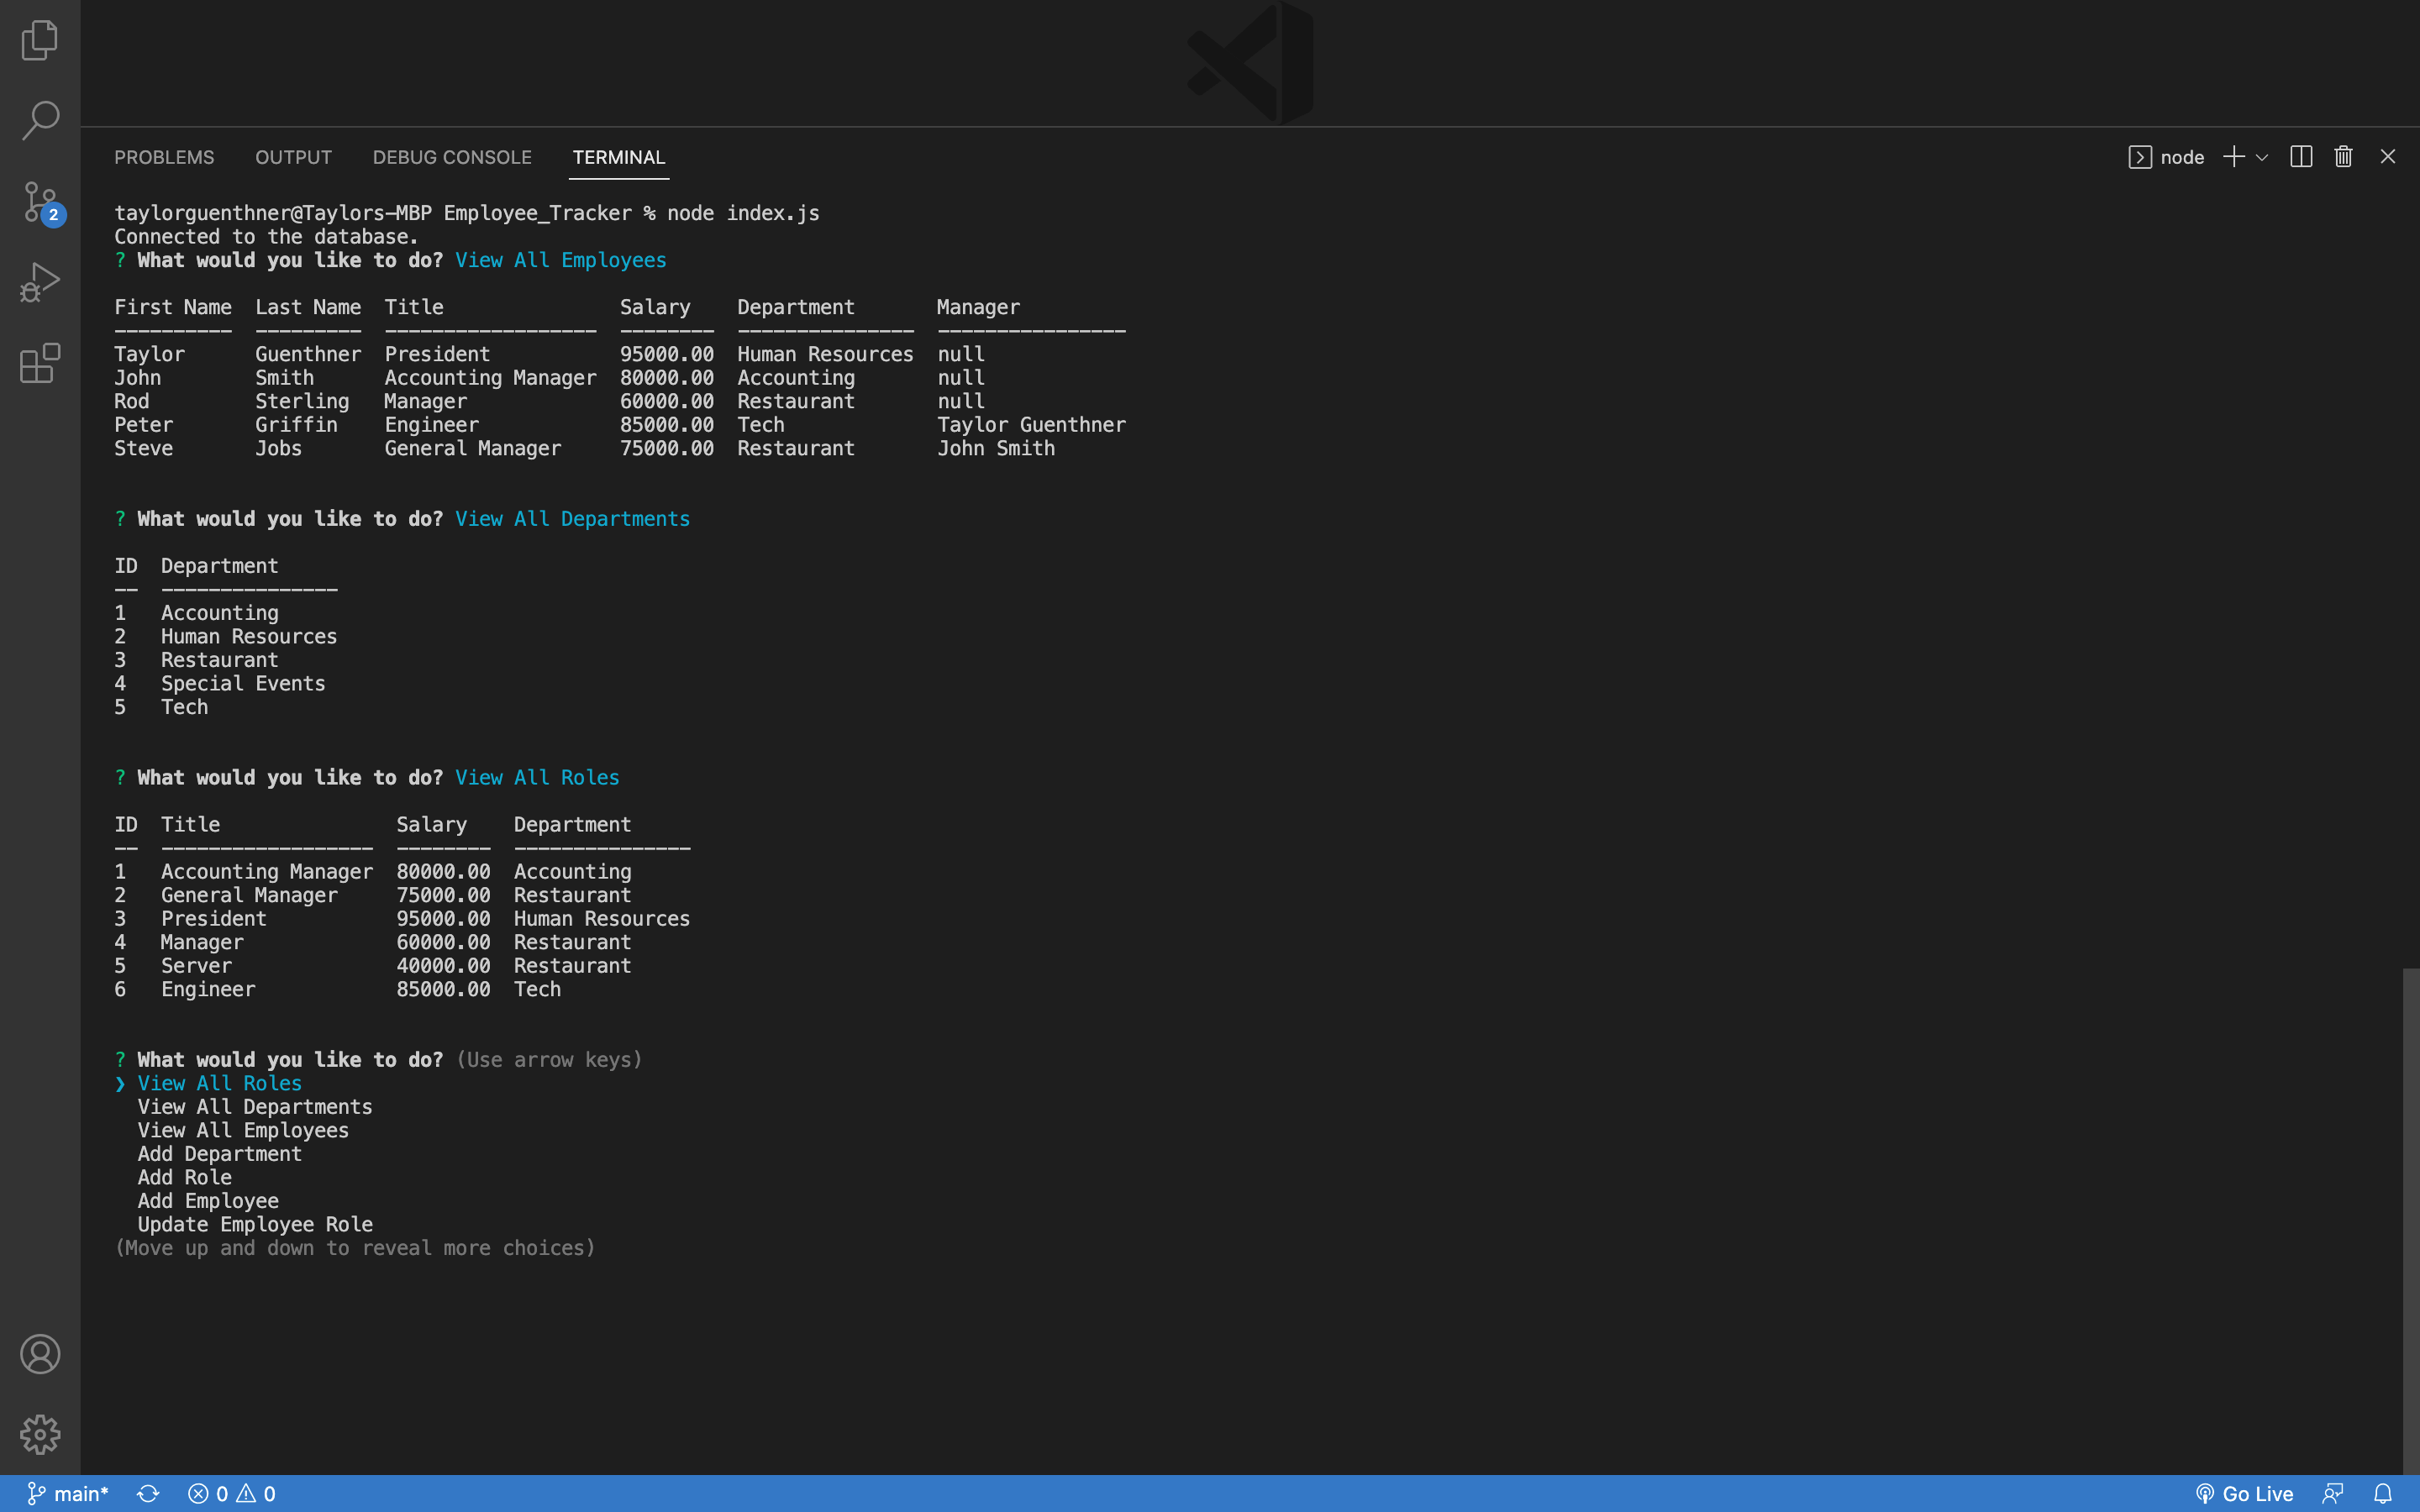 PROBLEMS OUTPUT DEBUG CONSOLE TERMINAL node
2
taylorguenthner@Taylors-MBP Employee_Tracker % node index.js
Connected to the database.
? What would you like to do? View All Employees
First Name  Last Name  Title               Salary    Department       Manager
----------  ---------  ------------------  --------  ---------------  ----------------
Taylor      Guenthner  President           95000.00  Human Resources  null
John        Smith      Accounting Manager  80000.00  Accounting       null
Rod         Sterling   Manager             60000.00  Restaurant       null
Peter       Griffin    Engineer            85000.00  Tech             Taylor Guenthner
Steve       Jobs       General Manager     75000.00  Restaurant       John Smith
? What would you like to do? View All Departments
ID  Department
--  ---------------
1   Accounting
2   Human Resources
3   Restaurant
4   Special Events
5   Tech
? What would you like to do? View All Roles
ID  Title               Salary    Department
--  ------------------  --------  ---------------
1   Accounting Manager  80000.00  Accounting
2   General Manager     75000.00  Restaurant
3   President           95000.00  Human Resources
4   Manager             60000.00  Restaurant
5   Server              40000.00  Restaurant
6   Engineer            85000.00  Tech
? What would you like to do? (Use arrow keys)
❯ View All Roles
  View All Departments
  View All Employees
  Add Department
  Add Role
  Add Employee
  Update Employee Role
(Move up and down to reveal more choices)
main* 0 0 Go Live